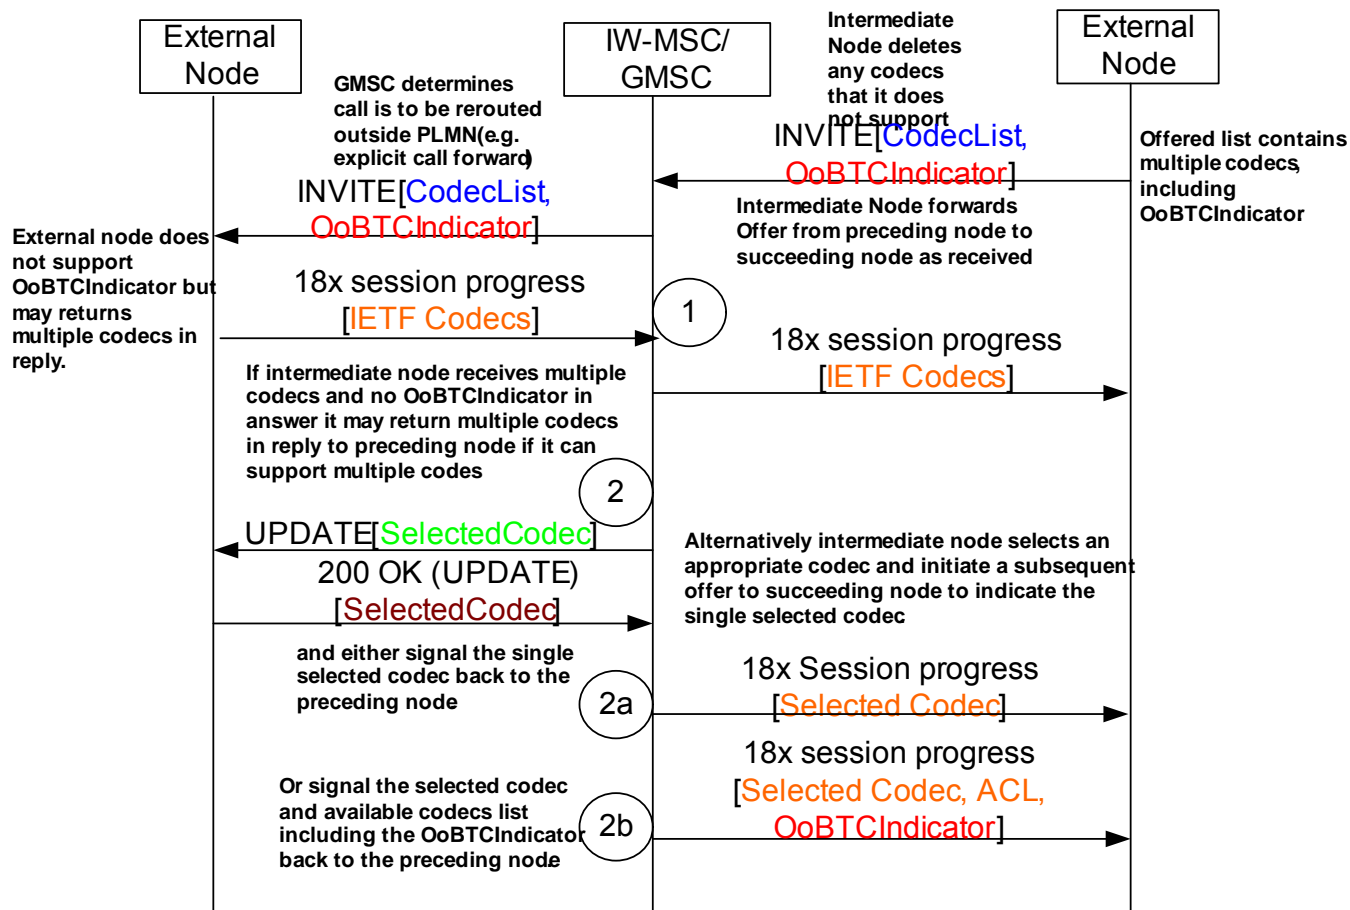 External
Node
IW-MSC/
GMSC
External
Node
Intermediate
Node deletes
any codecs
that it does
not support
GMSC determines
call is to be rerouted
outside PLMN(e.g.
explicit call forward)
INVITE[CodecList,
OoBTCIndicator]
Offered list contains
multiple codecs,
including
OoBTCIndicator
INVITE[CodecList,
OoBTCIndicator]
Intermediate Node forwards
Offer from preceding node to
succeeding node as received
External node does
not support
OoBTCIndicator but
may returns
multiple codecs in
reply.
18x session progress
[IETF Codecs]
1
18x session progress
[IETF Codecs]
If intermediate node receives multiple
codecs and no OoBTCIndicator in
answer it may return multiple codecs
in reply to preceding node if it can
support multiple codes
2
UPDATE[SelectedCodec]
200 OK (UPDATE)
[SelectedCodec]
Alternatively intermediate node selects an
appropriate codec and initiate a subsequent
offer to succeeding node to indicate the
single selected codec.
and either signal the single
selected codec back to the
preceding node
2a
18x Session progress
[Selected Codec]
Or signal the selected codec
and available codecs list
including the OoBTCIndicator
back to the preceding node.
2b
18x session progress
[Selected Codec, ACL,
OoBTCIndicator]